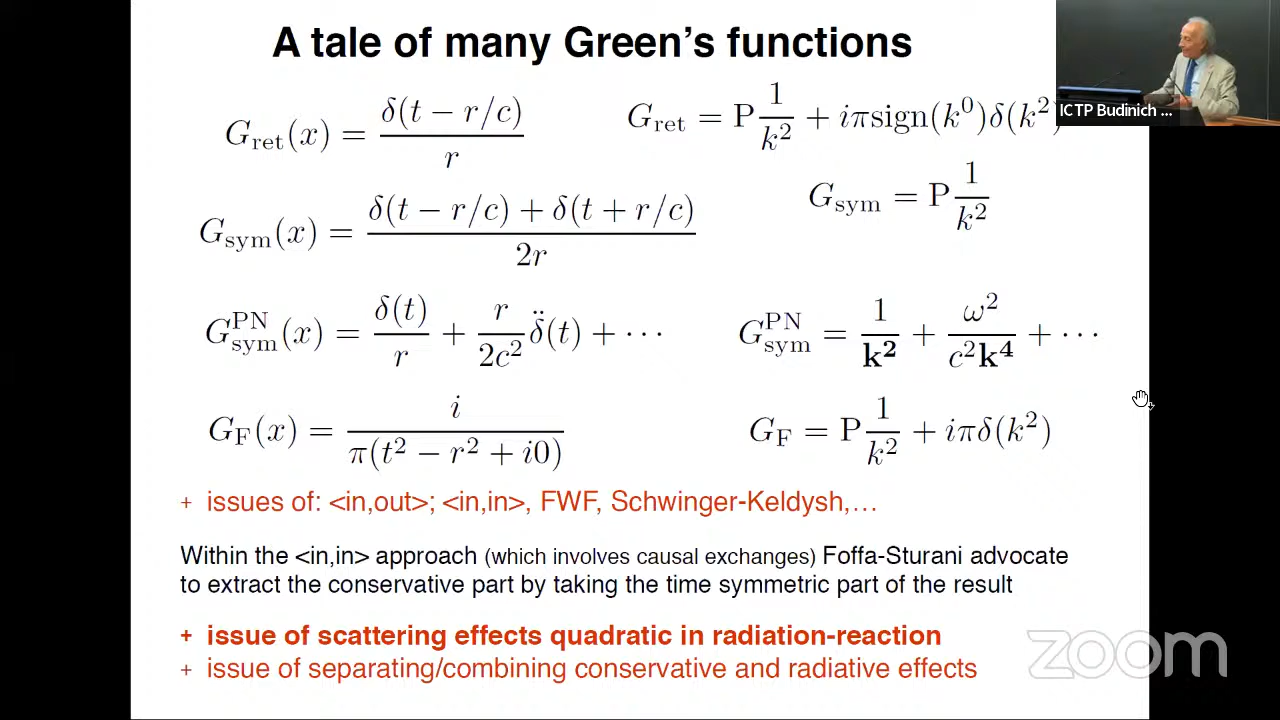 A tale of many Green's functions
G_ret(x) = δ(t − r/c) / r
G_ret = P 1/k² + iπsign(k⁰)δ(k²)
ICTP Budinich ...
G_sym(x) = (δ(t − r/c) + δ(t + r/c)) / 2r
G_sym = P 1/k²
G_sym^PN(x) = δ(t)/r + r/2c² δ̈(t) + ···
G_sym^PN = 1/𝐤² + ω²/c²𝐤⁴ + ···
G_F(x) = i / π(t² − r² + i0)
G_F = P 1/k² + iπδ(k²)
+ issues of: <in,out>; <in,in>, FWF, Schwinger-Keldysh,…
Within the <in,in> approach (which involves causal exchanges) Foffa-Sturani advocate
to extract the conservative part by taking the time symmetric part of the result
+ issue of scattering effects quadratic in radiation-reaction
+ issue of separating/combining conservative and radiative effects
zoom